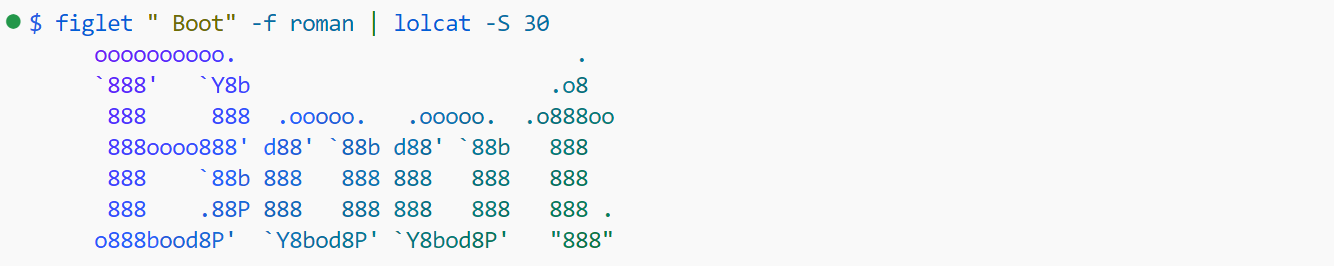 $ figlet " Boot" -f roman | lolcat -S 30
     oooooooooo.                           .
     `888'   `Y8b                       .o8
      888     888  .ooooo.   .ooooo.  .o888oo
      888oooo888' d88' `88b d88' `88b   888
      888    `88b 888   888 888   888   888
      888    .88P 888   888 888   888   888 .
     o888bood8P'  `Y8bod8P' `Y8bod8P'   "888"